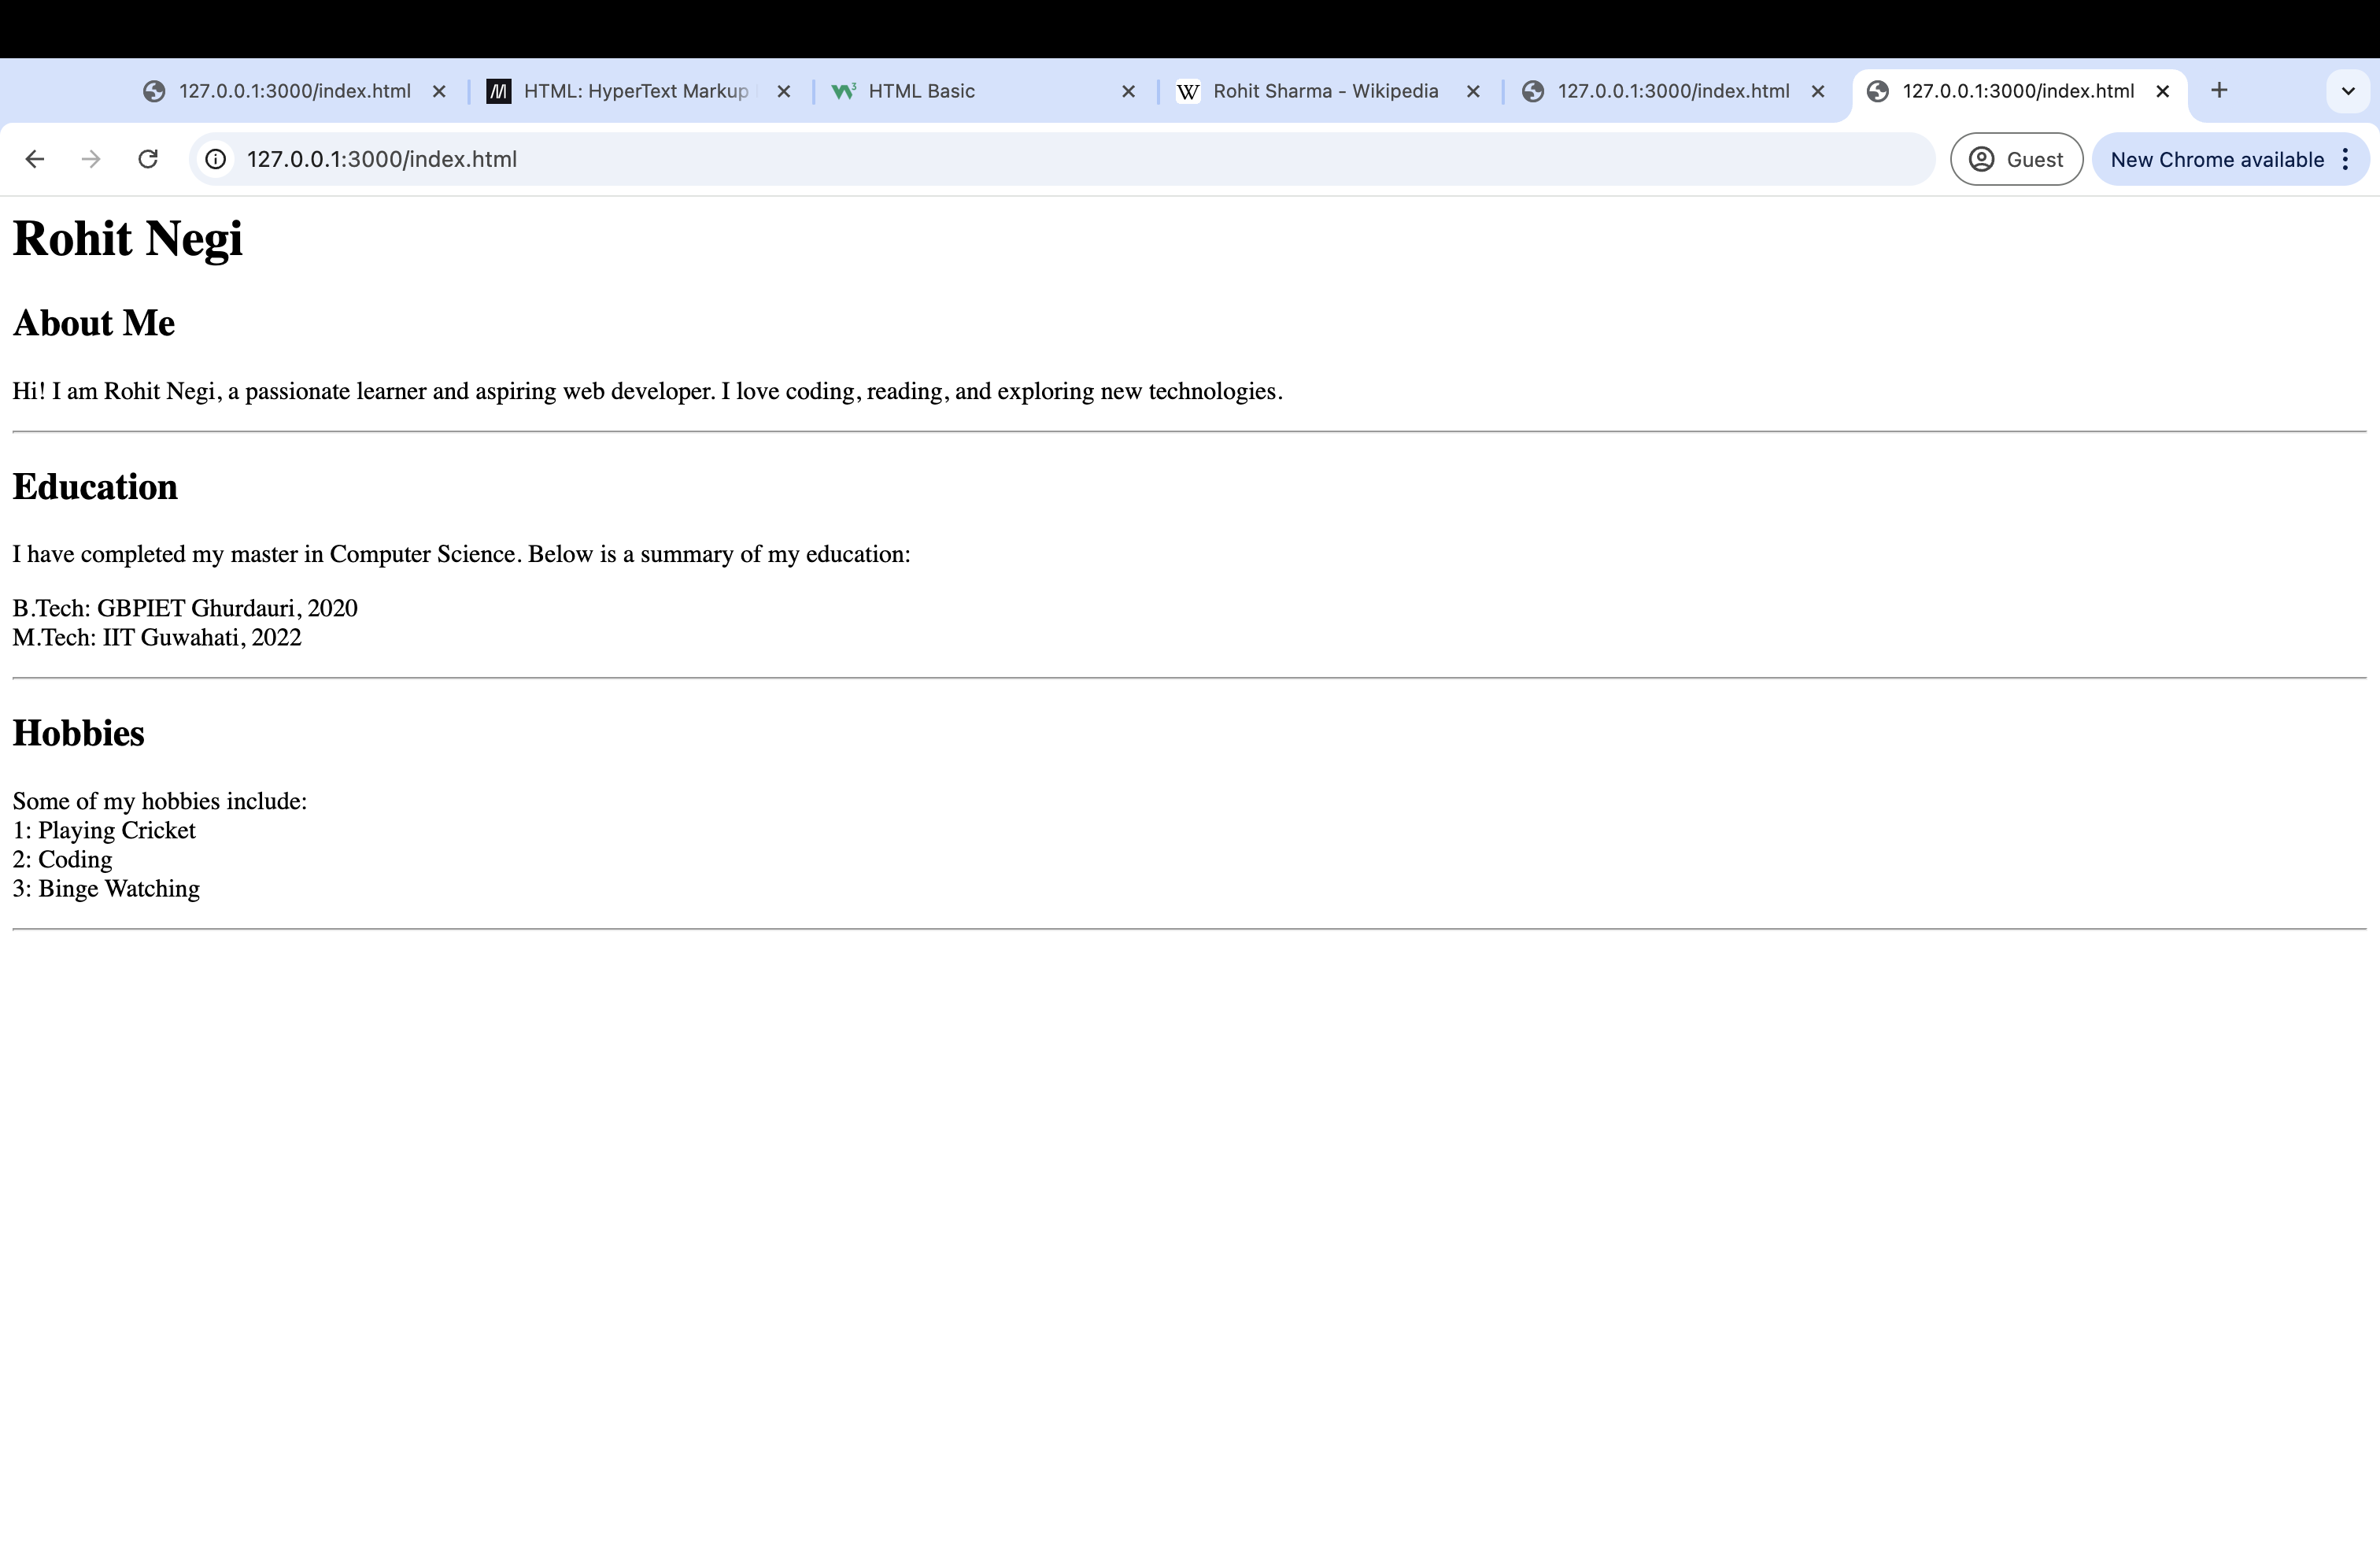 127.0.0.1:3000/index.html
HTML: HyperText Markup
HTML Basic
Rohit Sharma - Wikipedia
127.0.0.1:3000/index.html
127.0.0.1:3000/index.html
127.0.0.1:3000/index.html
Guest
New Chrome available
Rohit Negi
About Me
Hi! I am Rohit Negi, a passionate learner and aspiring web developer. I love coding, reading, and exploring new technologies.
Education
I have completed my master in Computer Science. Below is a summary of my education:
B.Tech: GBPIET Ghurdauri, 2020
M.Tech: IIT Guwahati, 2022
Hobbies
Some of my hobbies include:
1: Playing Cricket
2: Coding
3: Binge Watching